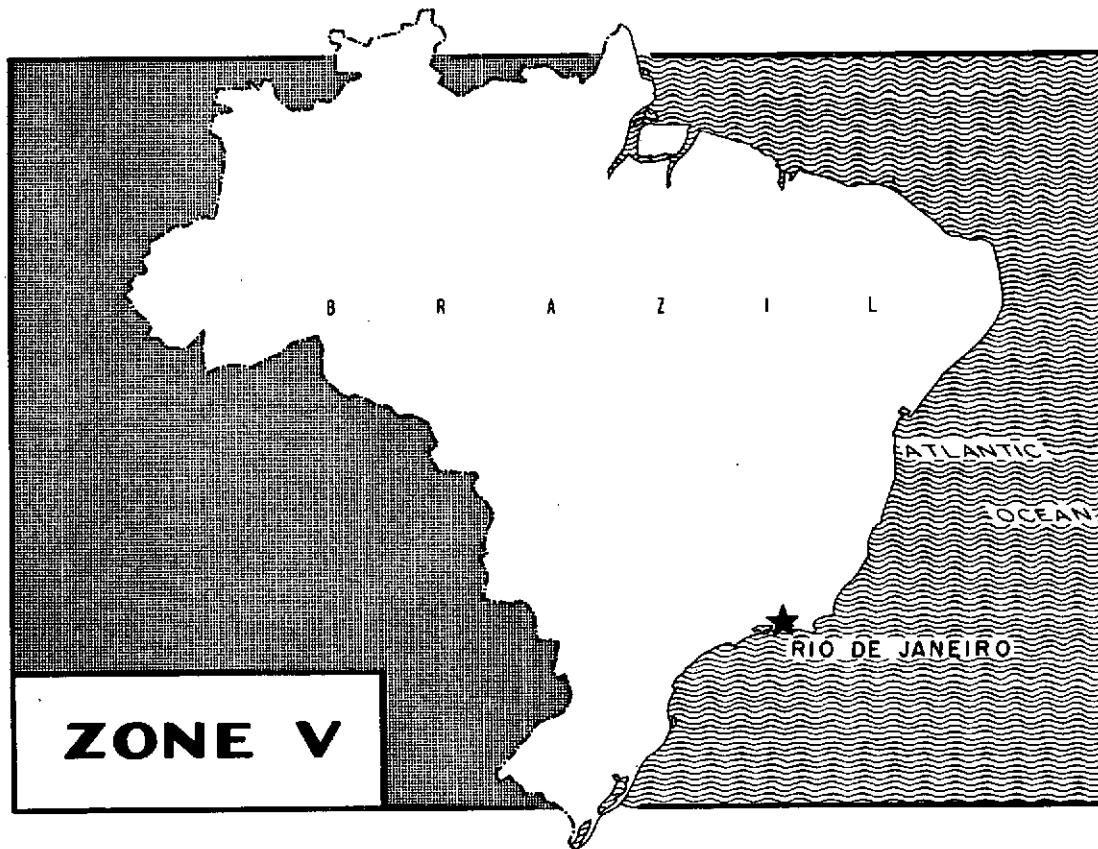 B R A Z I L
ATLANTIC
OCEAN
RIO DE JANEIRO
ZONE V